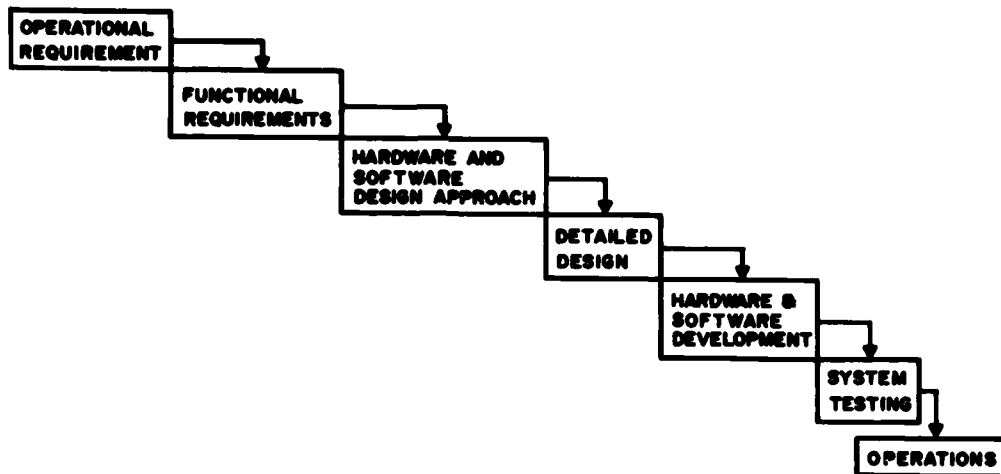 OPERATIONAL
REQUIREMENT
FUNCTIONAL
REQUIREMENTS
HARDWARE AND
SOFTWARE
DESIGN APPROACH
DETAILED
DESIGN
HARDWARE &
SOFTWARE
DEVELOPMENT
SYSTEM
TESTING
OPERATIONS